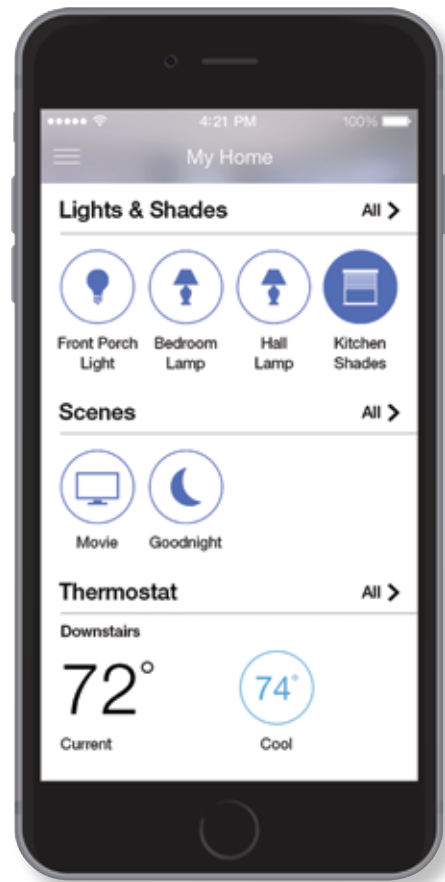 4:21 PM 100%
My Home
Lights & Shades All >
Front Porch Light
Bedroom Lamp
Hall Lamp
Kitchen Shades
Scenes All >
Movie
Goodnight
Thermostat All >
Downstairs
72° 74°
Current Cool